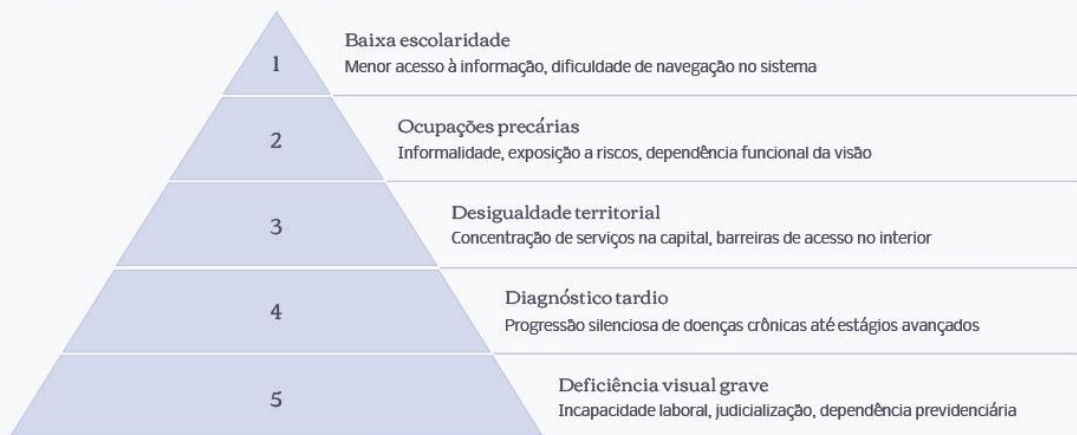 1
Baixa escolaridade
Menor acesso à informação, dificuldade de navegação no sistema
2
Ocupações precárias
Informalidade, exposição a riscos, dependência funcional da visão
3
Desigualdade territorial
Concentração de serviços na capital, barreiras de acesso no interior
4
Diagnóstico tardio
Progressão silenciosa de doenças crônicas até estágios avançados
5
Deficiência visual grave
Incapacidade laboral, judicialização, dependência previdenciária